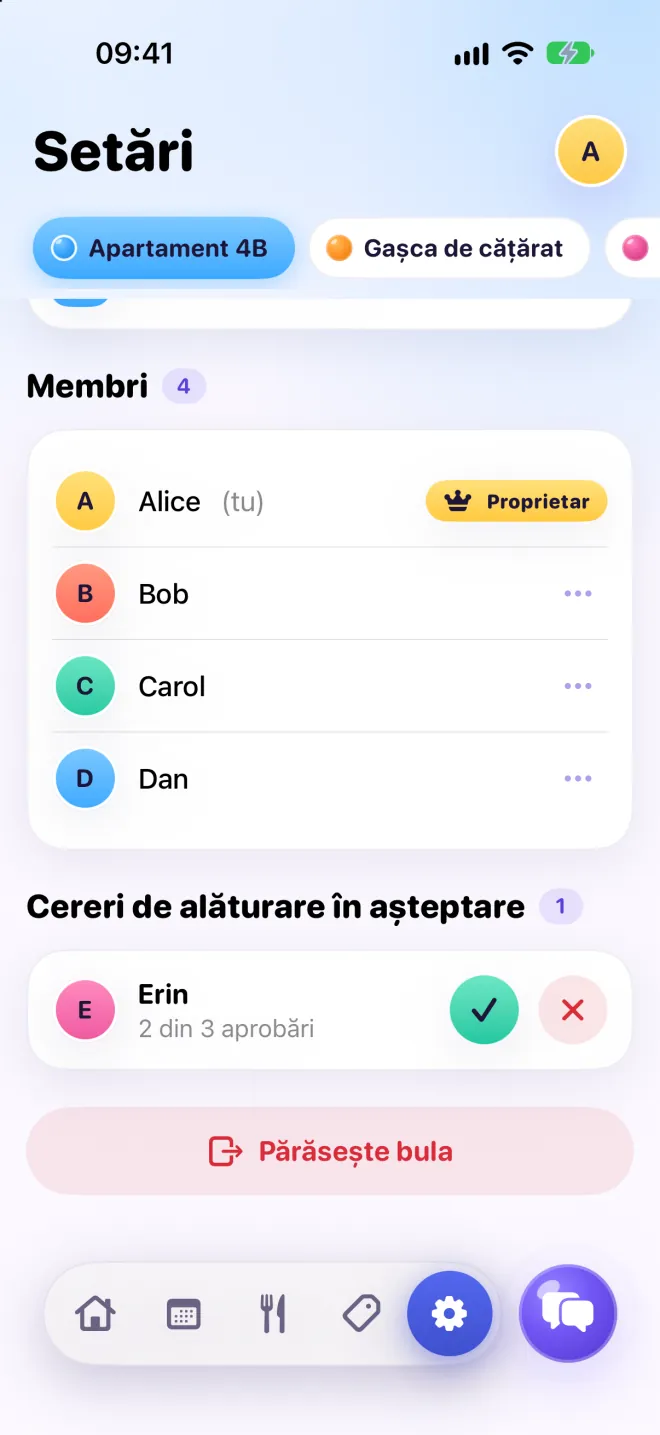 09:41
Setări
A
Apartament 4B
Gașca de cățărat
Membri 4
A Alice (tu) Proprietar
B Bob
C Carol
D Dan
Cereri de alăturare în așteptare 1
E Erin
2 din 3 aprobări
Părăsește bula